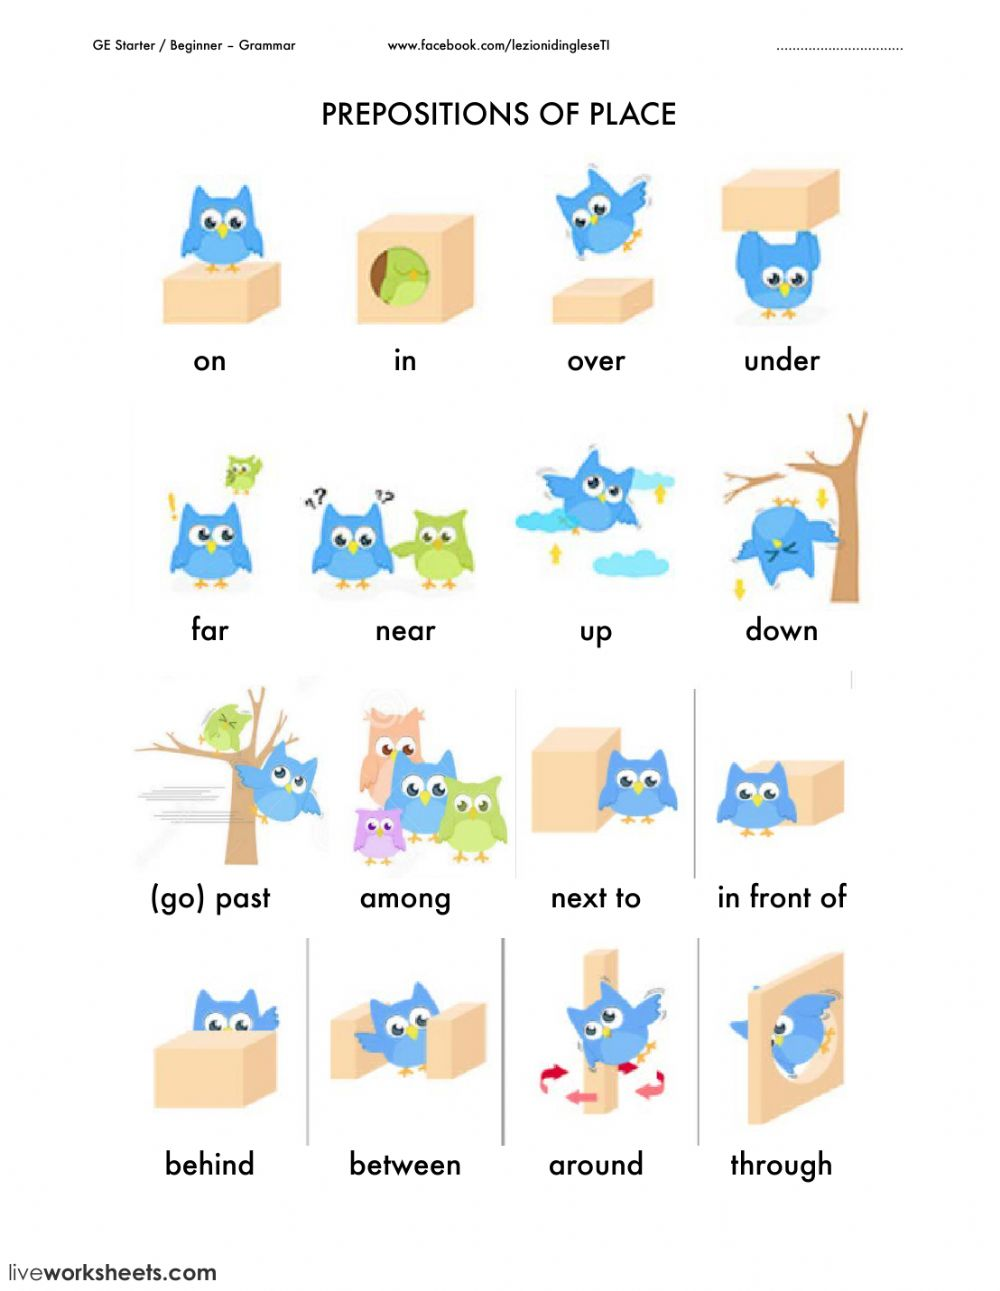 GE Starter / Beginner – Grammar www.facebook.com/lezionidingleseTI ................................
PREPOSITIONS OF PLACE
on in over under
far near up down
(go) past among next to in front of
behind between around through
liveworksheets.com